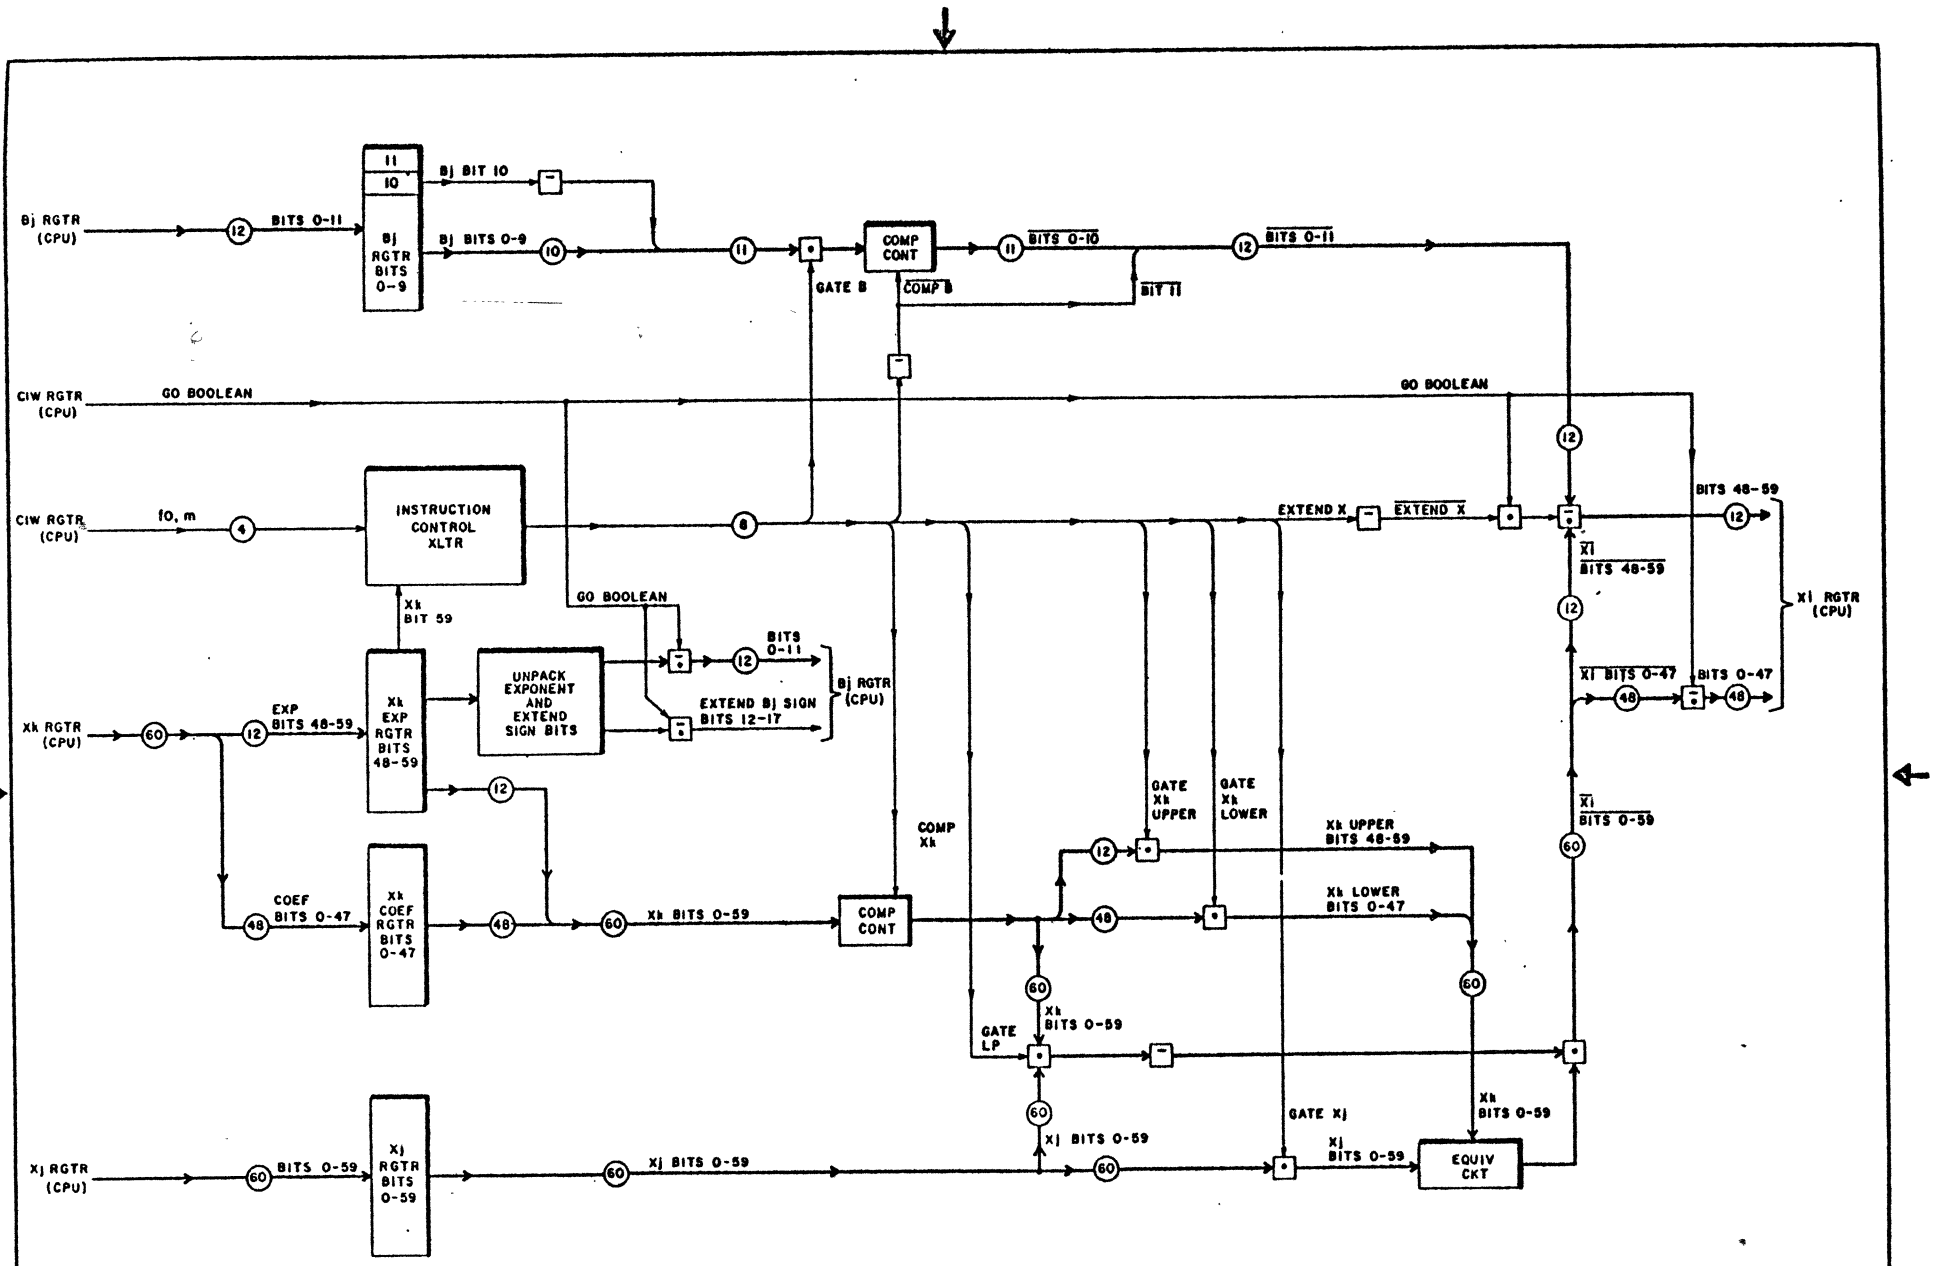 11
10
Bj
RGTR
BITS
0-9
Bj RGTR
(CPU)
12
BITS 0-11
Bj BIT 10
-
Bj BITS 0-9
10
11
GATE B
COMP
CONT
COMP B
11
BITS 0-10
BIT 11
12
BITS 0-11
-
CIW RGTR
(CPU)
GO BOOLEAN
GO BOOLEAN
12
CIW RGTR
(CPU)
f0, m
4
INSTRUCTION
CONTROL
XLTR
8
EXTEND X
-
EXTEND X
BITS 48-59
12
Xi
BITS 48-59
12
Xi RGTR
(CPU)
Xk
BIT 59
GO BOOLEAN
BITS
0-11
12
Bj RGTR
(CPU)
EXTEND Bj SIGN
BITS 12-17
UNPACK
EXPONENT
AND
EXTEND
SIGN BITS
Xi BITS 0-47
48
BITS 0-47
48
Xk RGTR
(CPU)
60
EXP
BITS 48-59
12
Xk
EXP
RGTR
BITS
48-59
12
COMP
Xk
GATE
Xk
UPPER
GATE
Xk
LOWER
Xk UPPER
BITS 48-59
12
Xi
BITS 0-59
60
COEF
BITS 0-47
48
Xk
COEF
RGTR
BITS
0-47
48
60
Xk BITS 0-59
COMP
CONT
48
Xk LOWER
BITS 0-47
60
60
Xk
BITS 0-59
GATE
LP
-
60
Xj BITS 0-59
GATE Xj
Xk
BITS 0-59
Xj RGTR
(CPU)
60
BITS 0-59
Xj
RGTR
BITS
0-59
60
Xj BITS 0-59
60
Xj
BITS 0-59
EQUIV
CKT